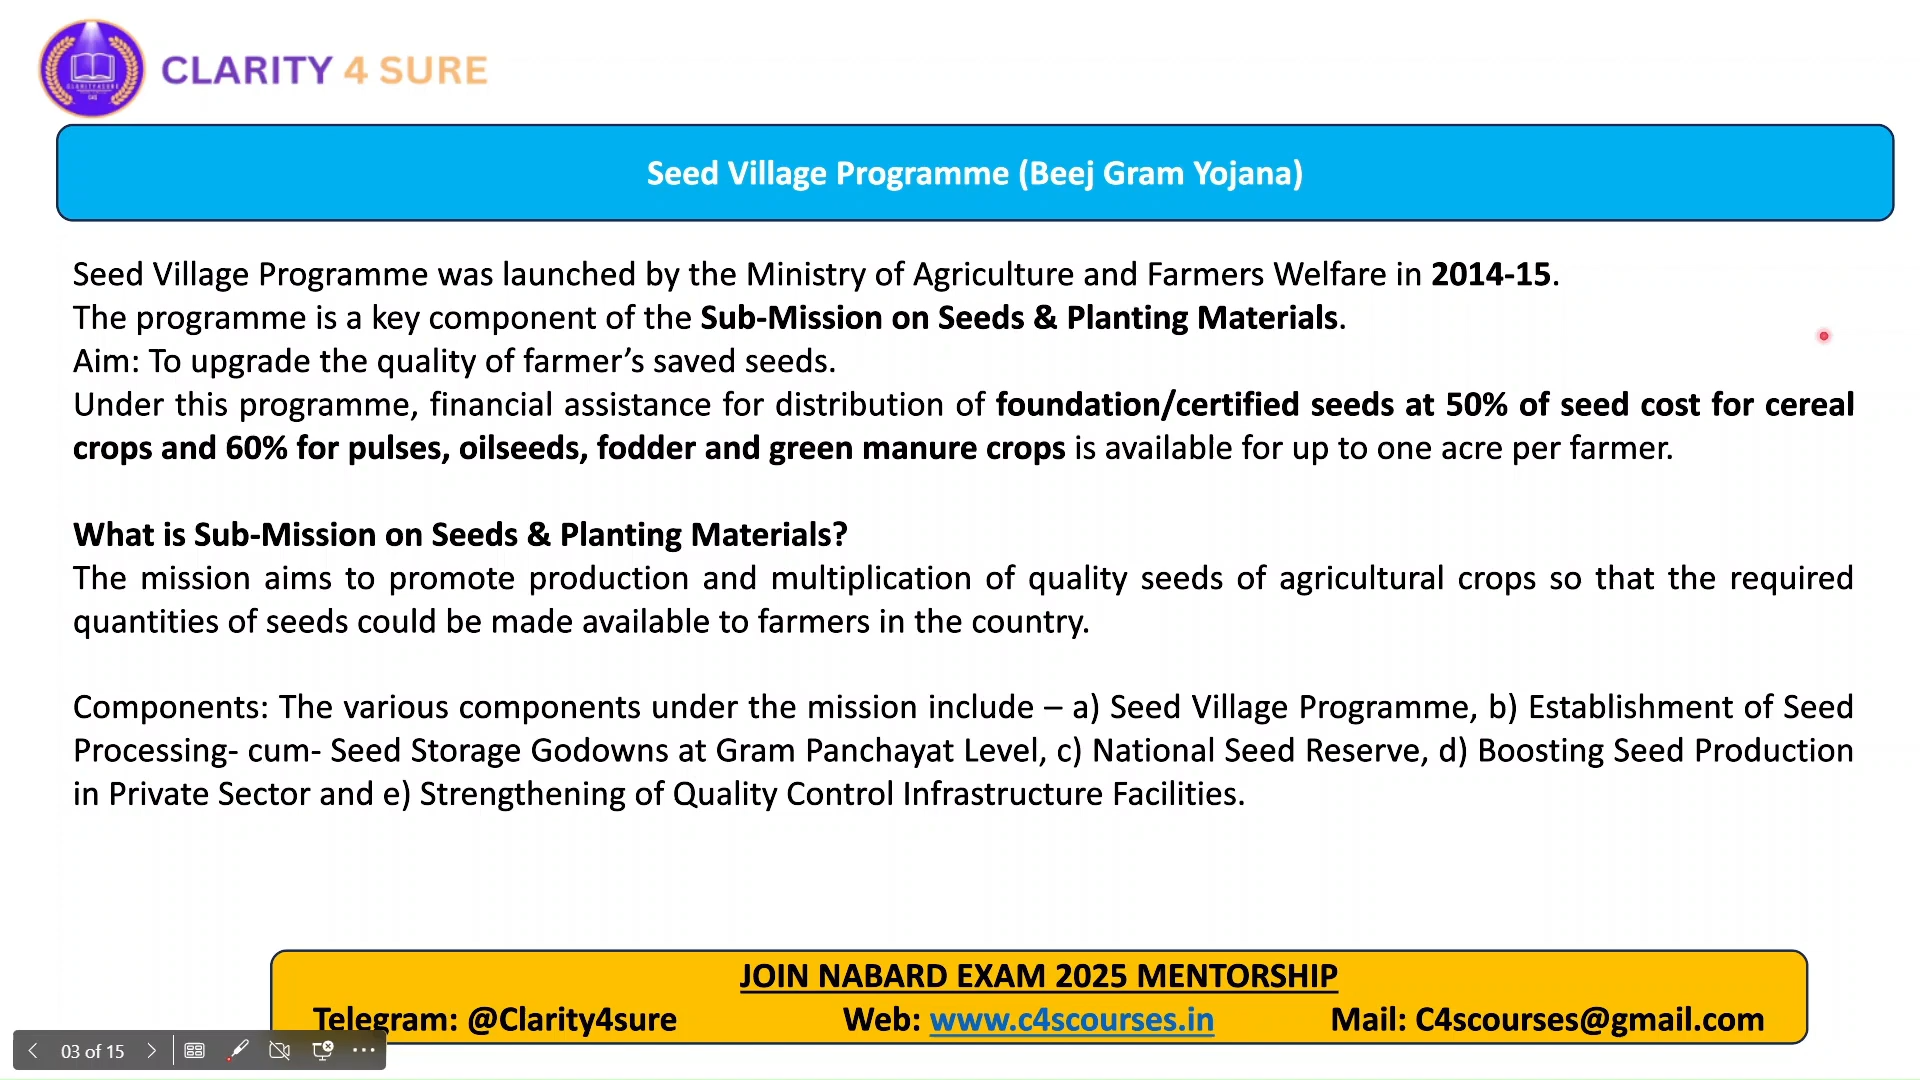 CLARITY 4 SURE
Seed Village Programme (Beej Gram Yojana)
Seed Village Programme was launched by the Ministry of Agriculture and Farmers Welfare in 2014-15.
The programme is a key component of the Sub-Mission on Seeds & Planting Materials.
Aim: To upgrade the quality of farmer’s saved seeds.
Under this programme, financial assistance for distribution of foundation/certified seeds at 50% of seed cost for cereal
crops and 60% for pulses, oilseeds, fodder and green manure crops is available for up to one acre per farmer.
What is Sub-Mission on Seeds & Planting Materials?
The mission aims to promote production and multiplication of quality seeds of agricultural crops so that the required
quantities of seeds could be made available to farmers in the country.
Components: The various components under the mission include – a) Seed Village Programme, b) Establishment of Seed
Processing- cum- Seed Storage Godowns at Gram Panchayat Level, c) National Seed Reserve, d) Boosting Seed Production
in Private Sector and e) Strengthening of Quality Control Infrastructure Facilities.
JOIN NABARD EXAM 2025 MENTORSHIP
Telegram: @Clarity4sure Web: www.c4scourses.in Mail: C4scourses@gmail.com
03 of 15